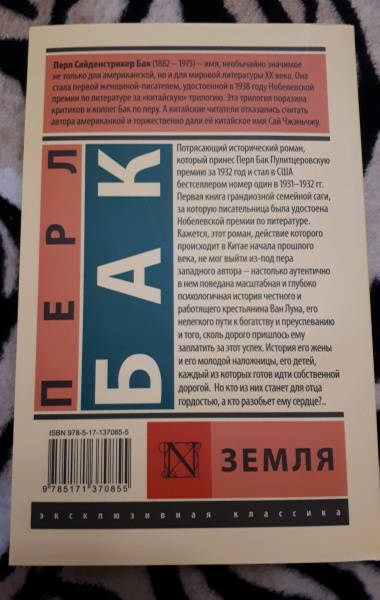 Перл Сайденстрикер Бак (1882 – 1973) – имя, необычайно значимое
не только для американской, но и для мировой литературы XX века. Она
стала первой женщиной-писателем, удостоенной в 1938 году Нобелевской
премии по литературе за «китайскую» трилогию. Эта трилогия поразила
критиков и коллег Бак по перу. А китайские читатели отказались считать
автора американкой и торжественно дали ей китайское имя Сай Чжэньчжу.
ПЕРЛ
БАК
Потрясающий исторический роман,
который принес Перл Бак Пулитцеровскую
премию за 1932 год и стал в США
бестселлером номер один в 1931–1932 гг.
Первая книга грандиозной семейной саги,
за которую писательница была удостоена
Нобелевской премии по литературе.
Кажется, этот роман, действие которого
происходит в Китае начала прошлого
века, не мог выйти из-под пера
западного автора – настолько аутентично
в нем поведана масштабная и глубоко
психологичная история честного и
работящего крестьянина Ван Луна, его
нелегкого пути к богатству и преуспеванию
и того, сколь дорого пришлось ему
заплатить за этот успех. История его жены
и его молодой наложницы, его детей,
каждый из которых готов идти собственной
дорогой. Но кто из них станет для отца
гордостью, а кто разобьет ему сердце?..
ISBN 978-5-17-137085-5
9 785171 370855
N
ЗЕМЛЯ
эксклюзивная классика